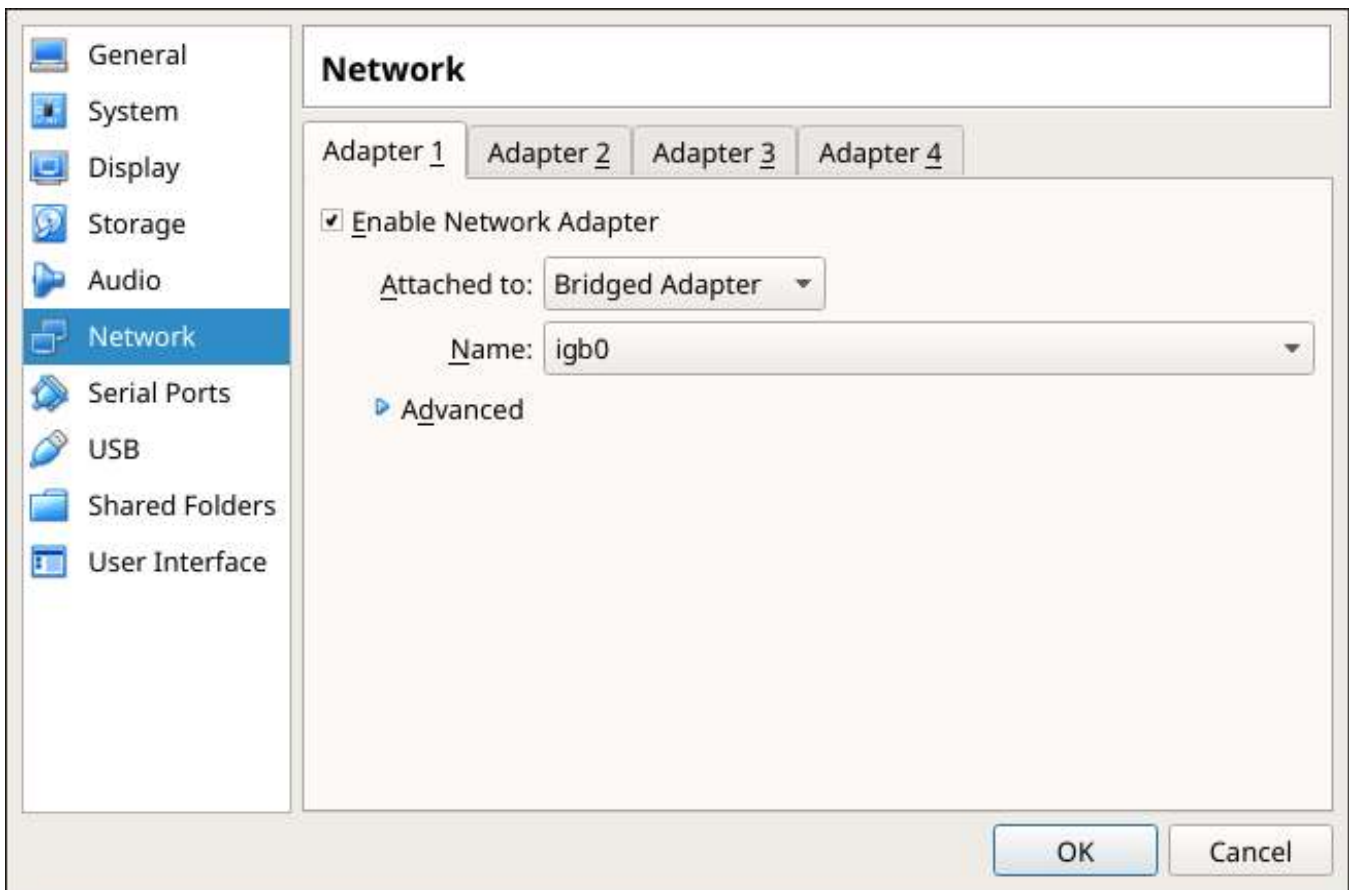 General
System
Display
Storage
Audio
Network
Serial Ports
USB
Shared Folders
User Interface
Network
Adapter 1 Adapter 2 Adapter 3 Adapter 4
Enable Network Adapter
Attached to: Bridged Adapter
Name: igb0
Advanced
OK Cancel